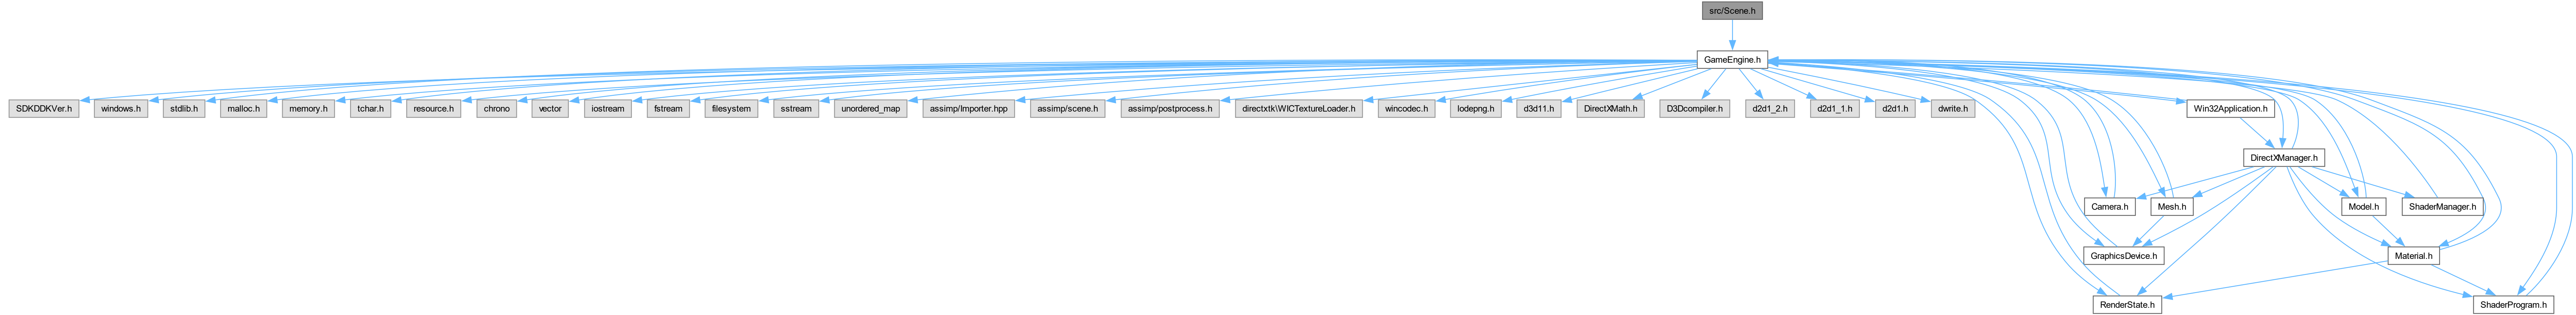 src/Scene.h
GameEngine.h
SDKDDKVer.h
windows.h
stdlib.h
malloc.h
memory.h
tchar.h
resource.h
chrono
vector
iostream
fstream
filesystem
sstream
unordered_map
assimp/Importer.hpp
assimp/scene.h
assimp/postprocess.h
directxtk\WICTextureLoader.h
wincodec.h
lodepng.h
d3d11.h
DirectXMath.h
D3Dcompiler.h
d2d1_2.h
d2d1_1.h
d2d1.h
dwrite.h
Win32Application.h
DirectXManager.h
Camera.h
Mesh.h
Model.h
ShaderManager.h
GraphicsDevice.h
Material.h
RenderState.h
ShaderProgram.h